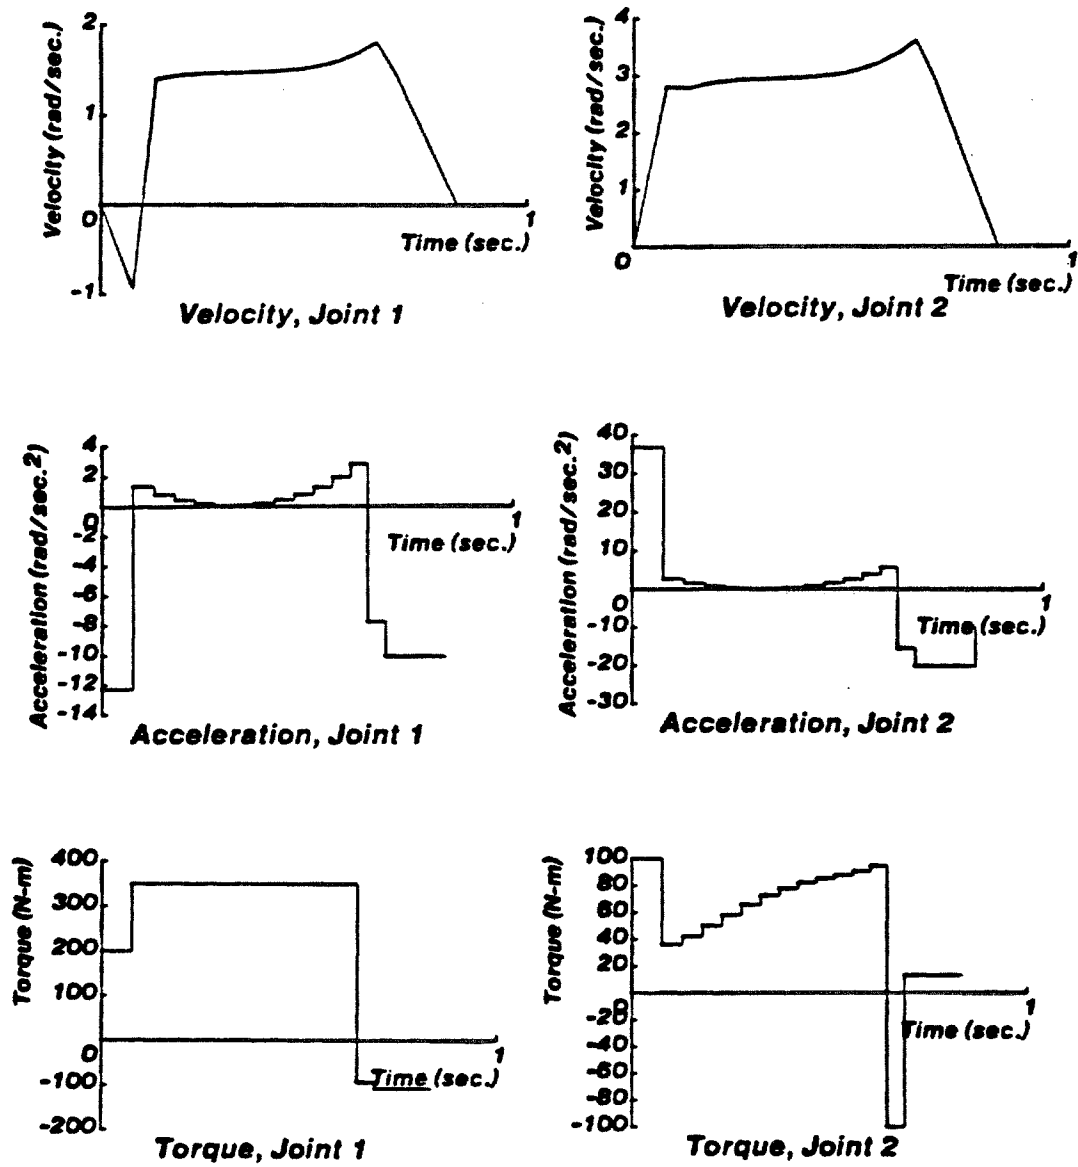 Velocity (rad/sec.)
2
1
0
-1
1
Time (sec.)
Velocity, Joint 1
Velocity (rad/sec.)
4
3
2
1
0
1
Time (sec.)
Velocity, Joint 2
Acceleration (rad/sec.2)
4
2
0
-2
-4
-6
-8
-10
-12
-14
1
Time (sec.)
Acceleration, Joint 1
Acceleration (rad/sec.2)
40
30
20
10
0
-10
-20
-30
1
Time (sec.)
Acceleration, Joint 2
Torque (N-m)
400
300
200
100
0
-100
-200
1
Time (sec.)
Torque, Joint 1
Torque (N-m)
100
80
60
40
20
0
-20
-40
-60
-80
-100
1
Time (sec.)
Torque, Joint 2